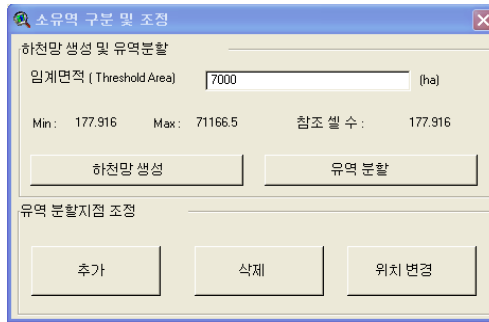 소유역 구분 및 조정
하천망 생성 및 유역분할
임계면적 ( Threshold Area) 7000 (ha)
Min : 177.916 Max : 71166.5 참조 셀 수 : 177.916
하천망 생성 유역 분할
유역 분할지점 조정
추가 삭제 위치 변경